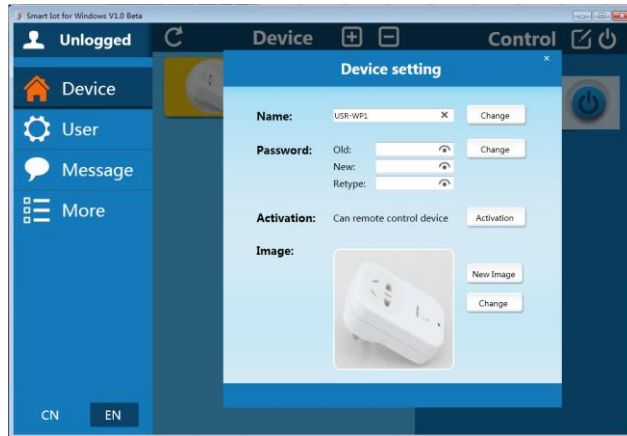 Smart Iot for Windows V1.0 Beta
Unlogged
Device
Control
Device
User
Message
More
CN
EN
Device setting
Name:
USR-WP1
Change
Password:
Old:
Change
New:
Retype:
Activation:
Can remote control device
Activation
Image:
New Image
Change